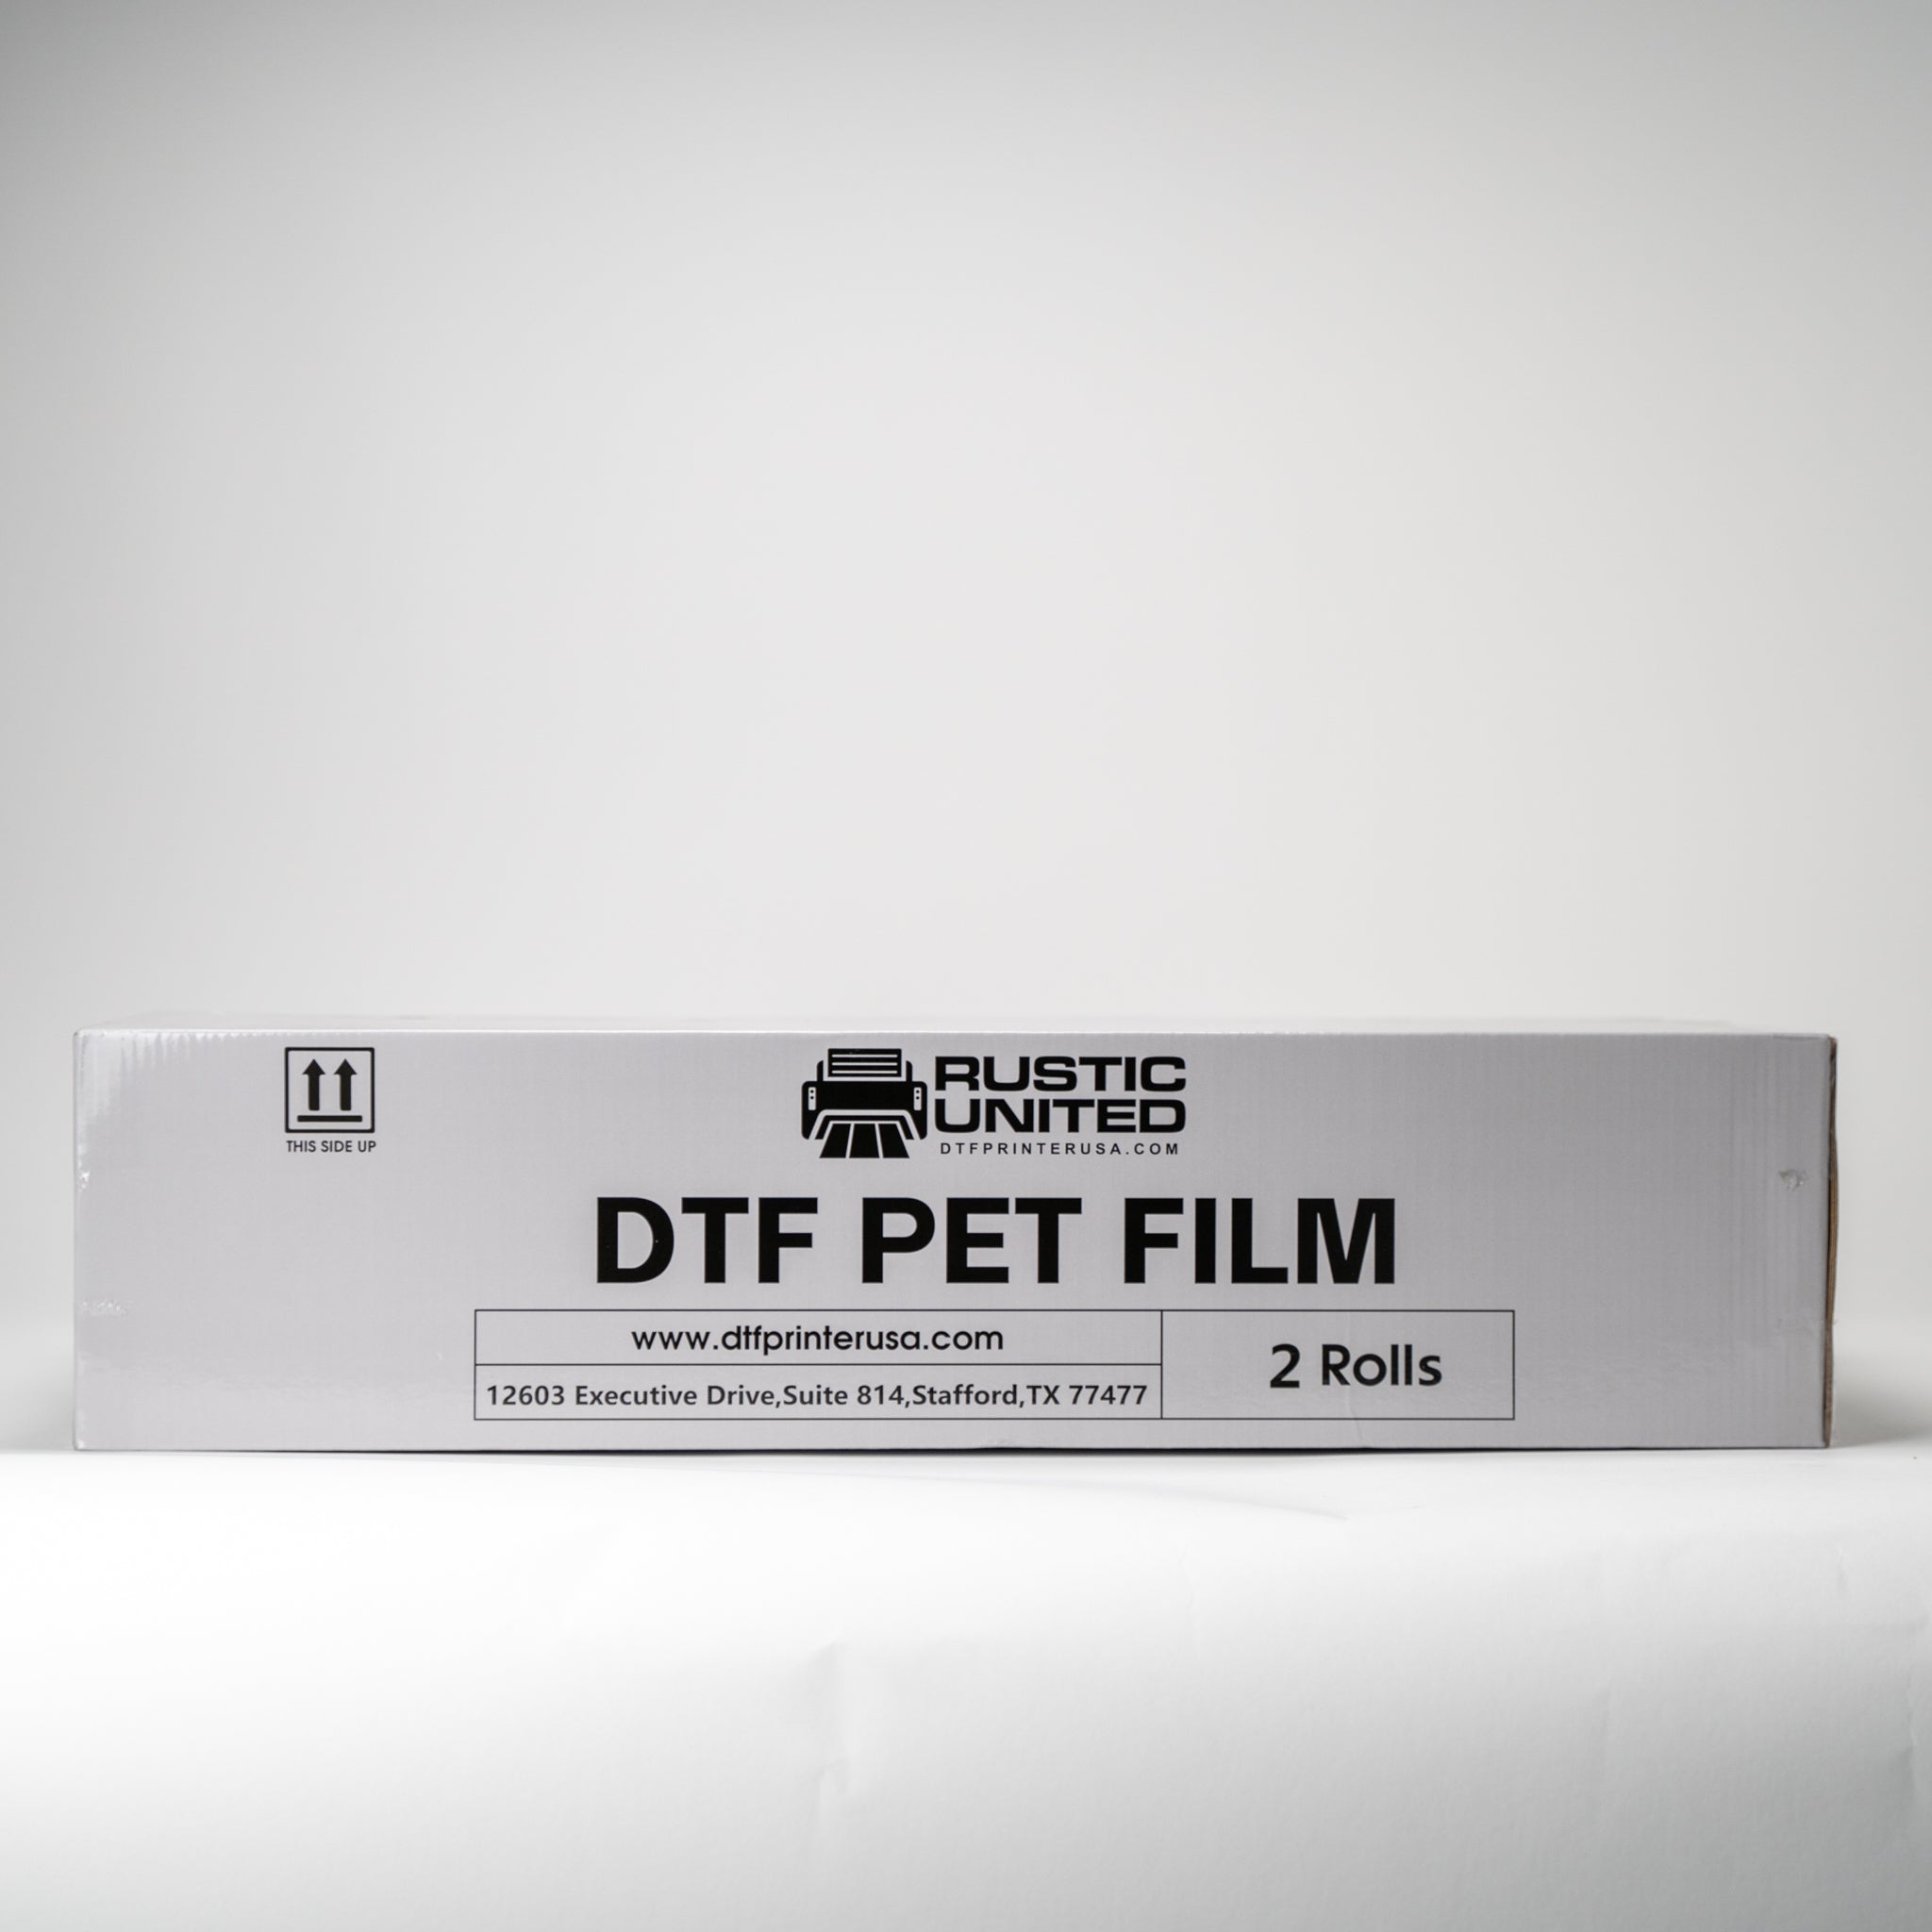 THIS SIDE UP
RUSTIC
UNITED
DTFPRINTERUSA.COM
DTF PET FILM
www.dtfprinterusa.com
12603 Executive Drive,Suite 814,Stafford,TX 77477
2 Rolls